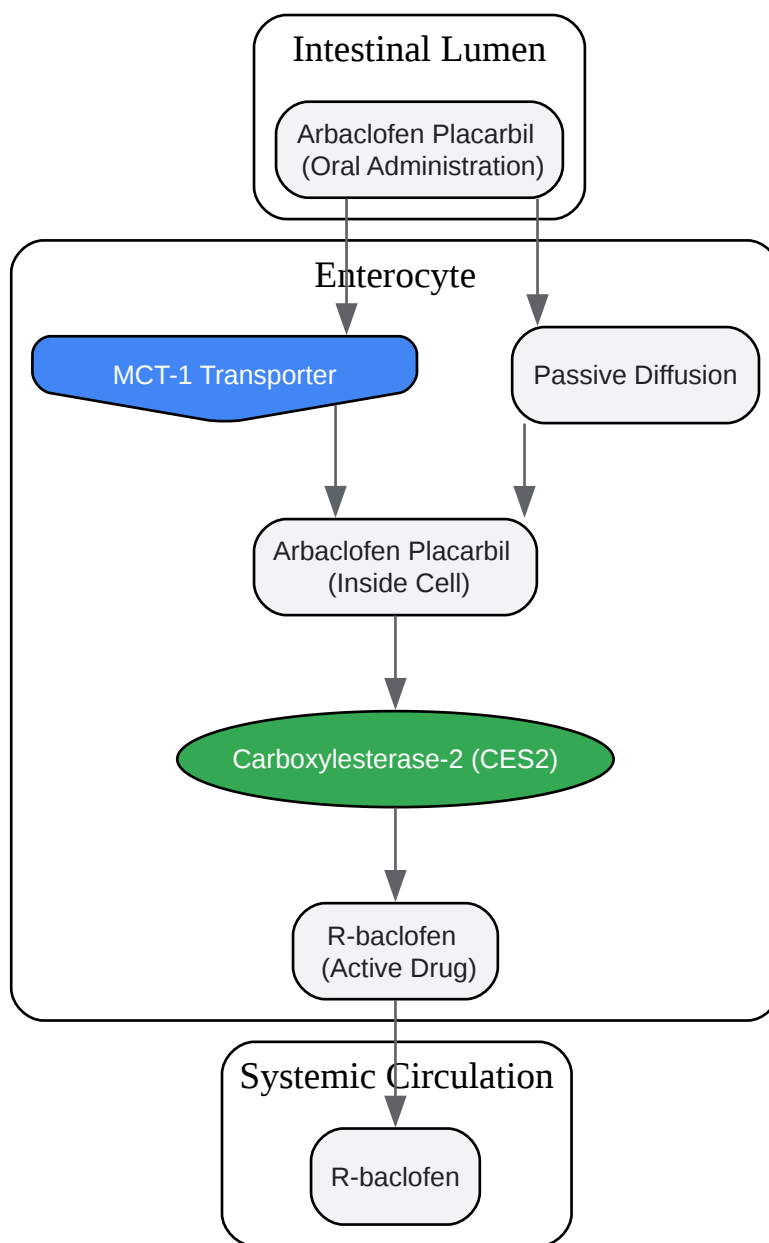 Intestinal Lumen
Arbaclofen Placarbil
(Oral Administration)
Enterocyte
MCT-1 Transporter
Passive Diffusion
Arbaclofen Placarbil
(Inside Cell)
Carboxylesterase-2 (CES2)
R-baclofen
(Active Drug)
Systemic Circulation
R-baclofen